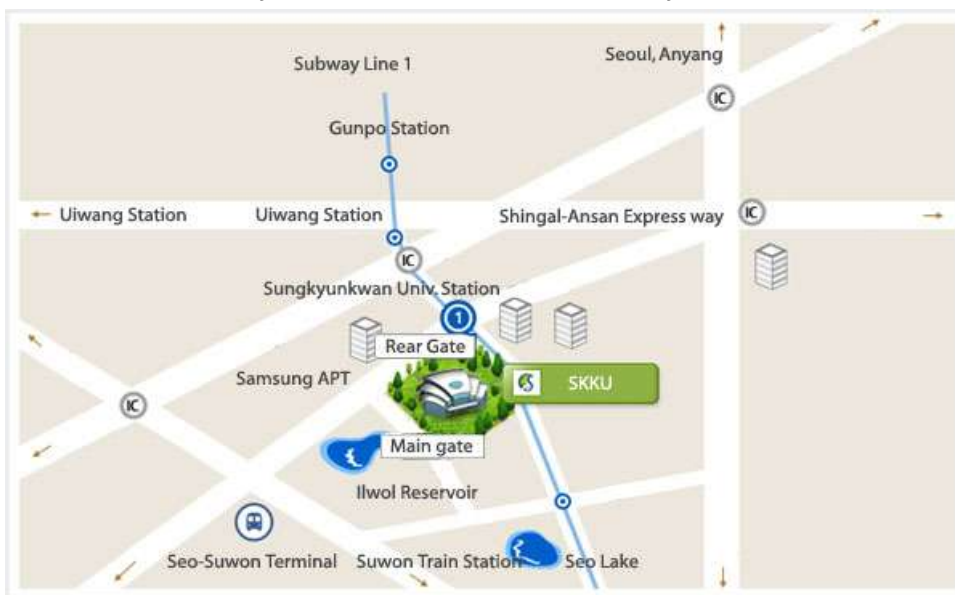 Seoul, Anyang
Subway Line 1
IC
Gunpo Station
Uiwang Station
Uiwang Station
Shingal-Ansan Express way
IC
IC
Sungkyunkwan Univ. Station
1
Rear Gate
Samsung APT
SKKU
IC
Main gate
Ilwol Reservoir
Seo-Suwon Terminal
Suwon Train Station
Seo Lake